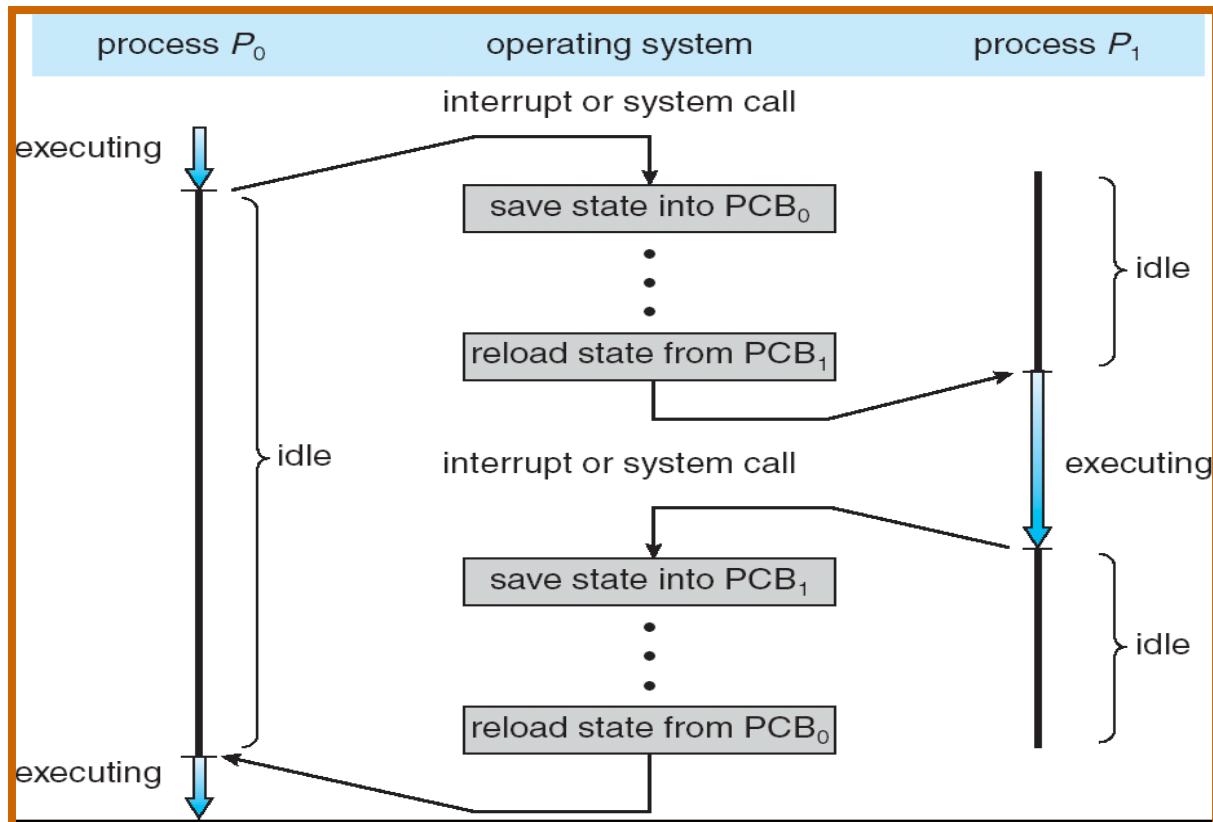 process P₀ operating system process P₁
interrupt or system call
executing
save state into PCB₀
idle
reload state from PCB₁
idle
interrupt or system call
executing
save state into PCB₁
idle
reload state from PCB₀
executing